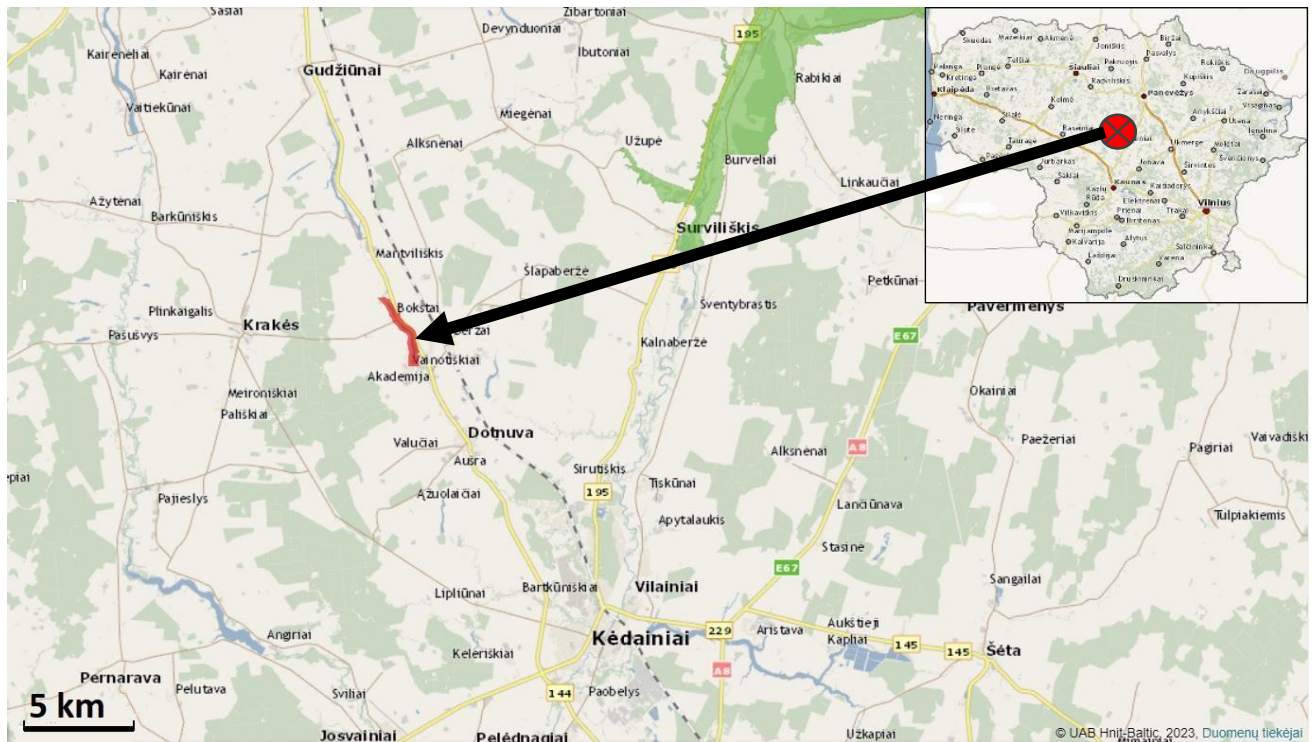 Sasiai
Zibartoniai
Devynduoniai
Ibutoniai
195
Rabikiai
Kairėnėliai
Kairėnai
Gudžiūnai
Vaitiekūnai
Miegėnai
Alksnėnai
Užupė
Burveliai
Linkaučiai
Ažytėnai
Barkūniškis
Surviliškis
Mantviliškis
Šlapaberžė
Petkūnai
Šventybrastis
Pavermenys
Plinkaigalis
Bokštai
Krakės
Pašušvys
E67
Kalnaberžė
Vainotiškiai
Akademija
Meironiškiai
Pališkiai
Okainiai
Dotnuva
Valučiai
Aušra
Paežeriai
Pagiriai
Vaivadiški
Alksnėnai
A8
Sirutiškis
Tiskūnai
Ąžuolaičiai
195
Pajieslys
Lančiūnava
Apytalaukis
Tulpiakiemis
Stasinė
E67
Sangailai
Bartkūniškiai
Vilainiai
Lipliūnai
Angiriai
Kėdainiai
229
Aristava
Aukštieji
Kapliai
145
145
Šėta
Keleriškiai
A8
Pernarava
Pelutava
Sviliai
144
Paobelys
5 km
Josvainiai
Pelėdnagiai
Užkapiai
© UAB Hnit-Baltic, 2023, Duomenų tiekėjai
Skuodas
Mažeikiai
Akmenė
Joniškis
Biržai
Pasvalys
Palanga
Plungė
Telšiai
Šiauliai
Pakruojis
Rokiškis
Kretinga
Rietavas
Radviliškis
Kupiškis
Daugpilis
Klaipėda
Kelmė
Panevėžys
Zarasai
Visaginas
Neringa
Šilutė
Šilalė
Anykščiai
Utena
Ignalina
Tauragė
Ukmergė
Molėtai
Švenčionys
Jurbarkas
Jonava
Širvintos
Šakiai
Kaunas
Kaišiadorys
Kazlų
Rūda
Elektrėnai
Vilnius
Vilkaviškis
Prienai
Trakai
Birštonas
Marijampolė
Kalvarija
Alytus
Šalčininkai
Lazdijai
Varėna
Druskininkai